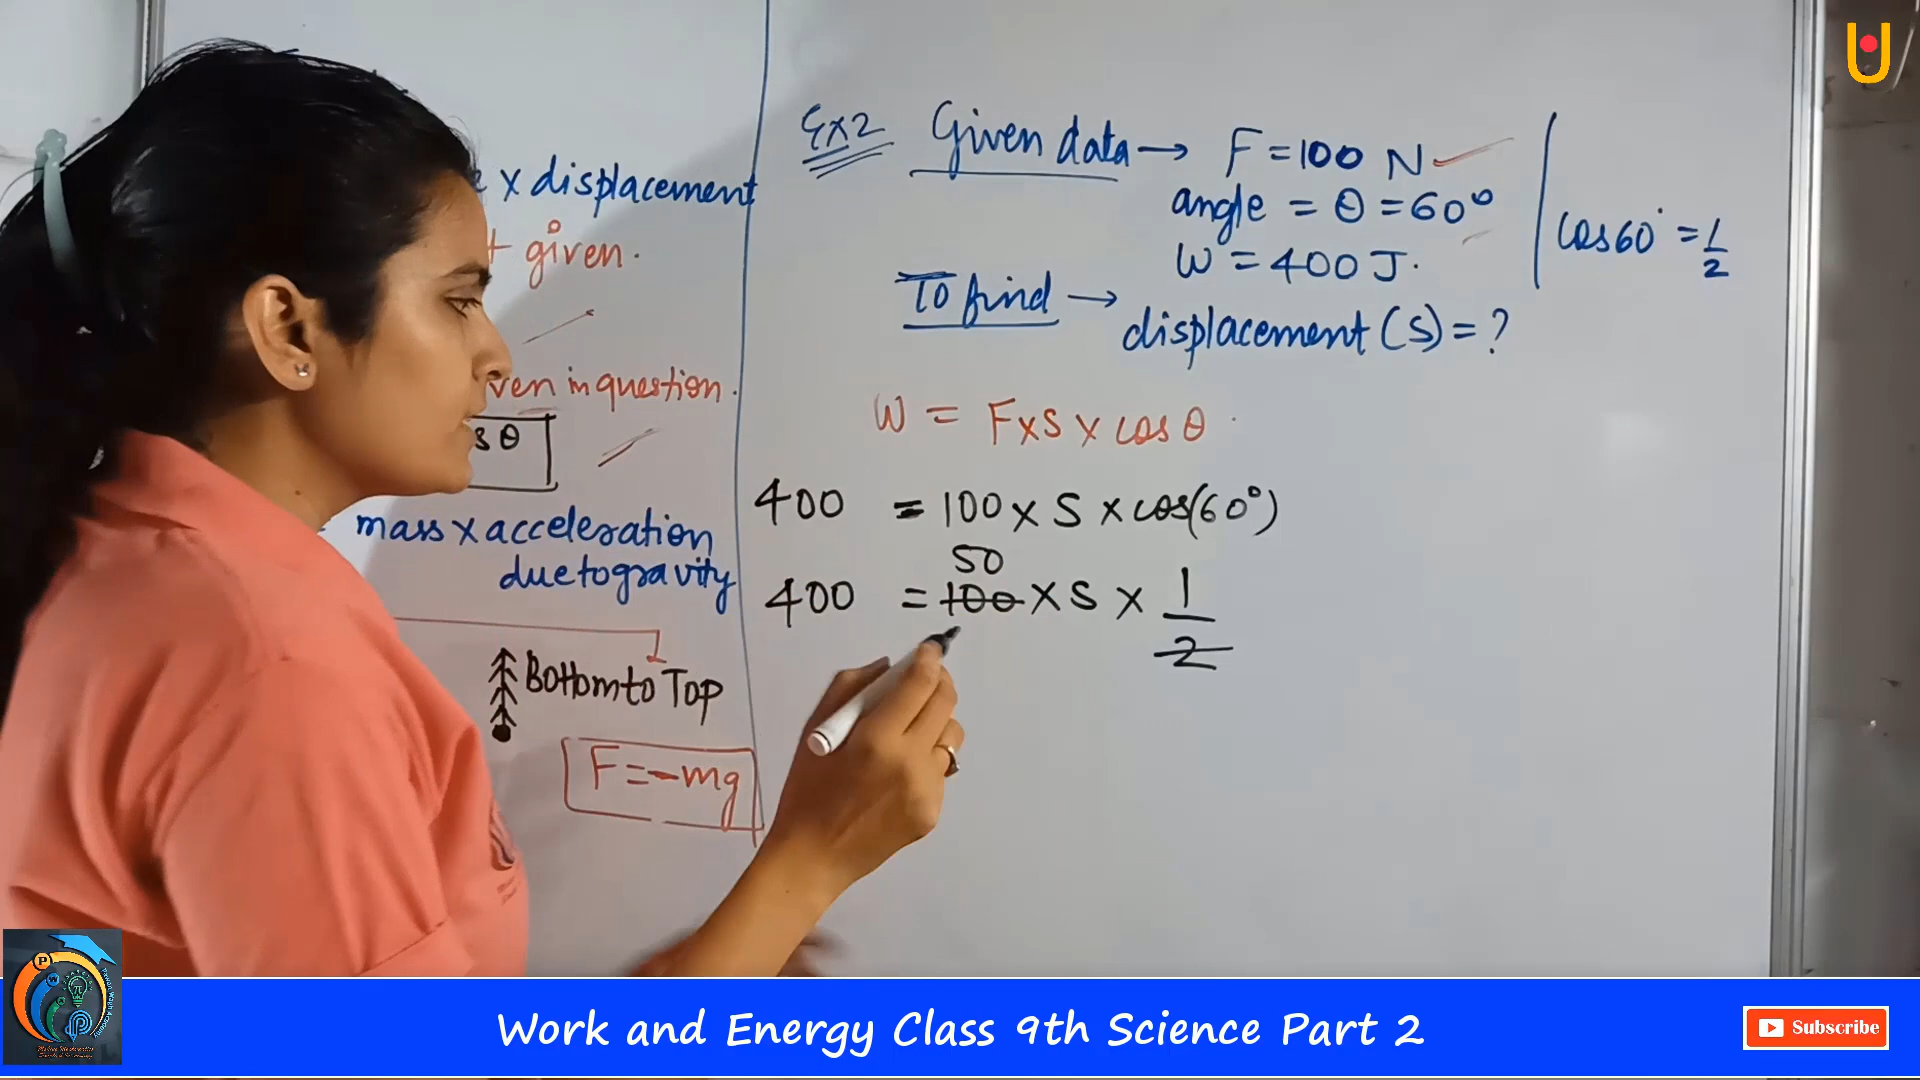 x displacement
given.
ven in question.
s θ
mass x acceleration
due to gravity
Bottom to Top
F = -mg
Ex2 Given data → F = 100 N
angle = θ = 60°
W = 400 J.
cos 60° = 1/2
To find →
displacement (s) = ?
W = F x s x cos θ
400 = 100 x S x cos(60°)
50
400 = 100 x S x 1/2
Work and Energy Class 9th Science Part 2
Subscribe